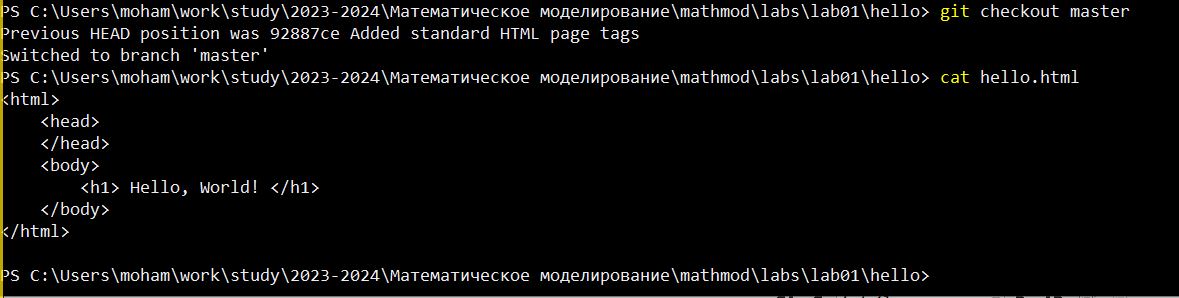 PS C:\Users\moham\work\study\2023-2024\Математическое моделирование\mathmod\labs\lab01\hello> git checkout master
Previous HEAD position was 92887ce Added standard HTML page tags
Switched to branch 'master'
PS C:\Users\moham\work\study\2023-2024\Математическое моделирование\mathmod\labs\lab01\hello> cat hello.html
<html>
    <head>
    </head>
    <body>
        <h1> Hello, World! </h1>
    </body>
</html>

PS C:\Users\moham\work\study\2023-2024\Математическое моделирование\mathmod\labs\lab01\hello>